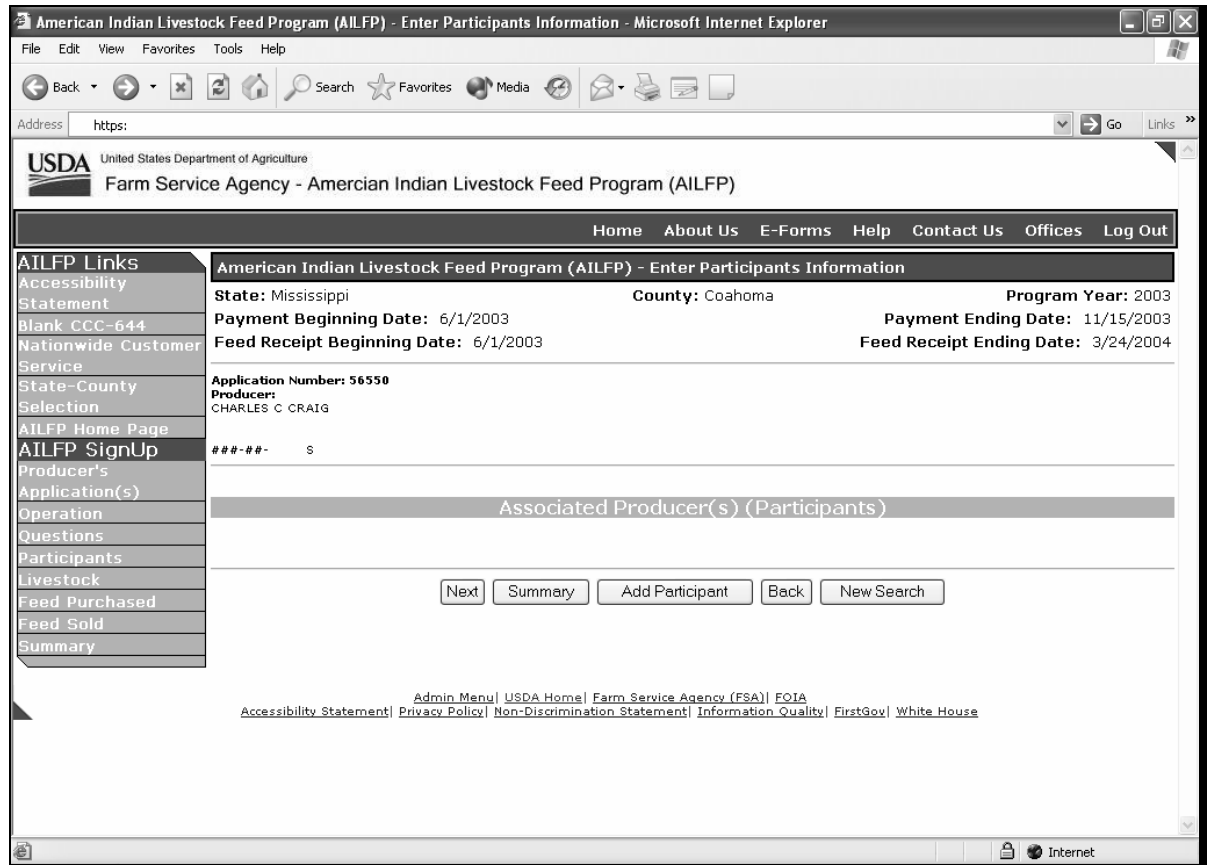 American Indian Livestock Feed Program (AILFP) - Enter Participants Information - Microsoft Internet Explorer
File Edit View Favorites Tools Help
Back Search Favorites Media
Address https: Go Links »
USDA United States Department of Agriculture
Farm Service Agency - Amercian Indian Livestock Feed Program (AILFP)
Home About Us E-Forms Help Contact Us Offices Log Out
AILFP Links
Accessibility
Statement
Blank CCC-644
Nationwide Customer
Service
State-County
Selection
AILFP Home Page
AILFP SignUp
Producer's
Application(s)
Operation
Questions
Participants
Livestock
Feed Purchased
Feed Sold
Summary
American Indian Livestock Feed Program (AILFP) - Enter Participants Information
State: Mississippi County: Coahoma Program Year: 2003
Payment Beginning Date: 6/1/2003 Payment Ending Date: 11/15/2003
Feed Receipt Beginning Date: 6/1/2003 Feed Receipt Ending Date: 3/24/2004
Application Number: 56550
Producer:
CHARLES C CRAIG
###-##- S
Associated Producer(s) (Participants)
Next Summary Add Participant Back New Search
Admin Menu| USDA Home| Farm Service Agency (FSA)| FOIA
Accessibility Statement| Privacy Policy| Non-Discrimination Statement| Information Quality| FirstGov| White House
Internet